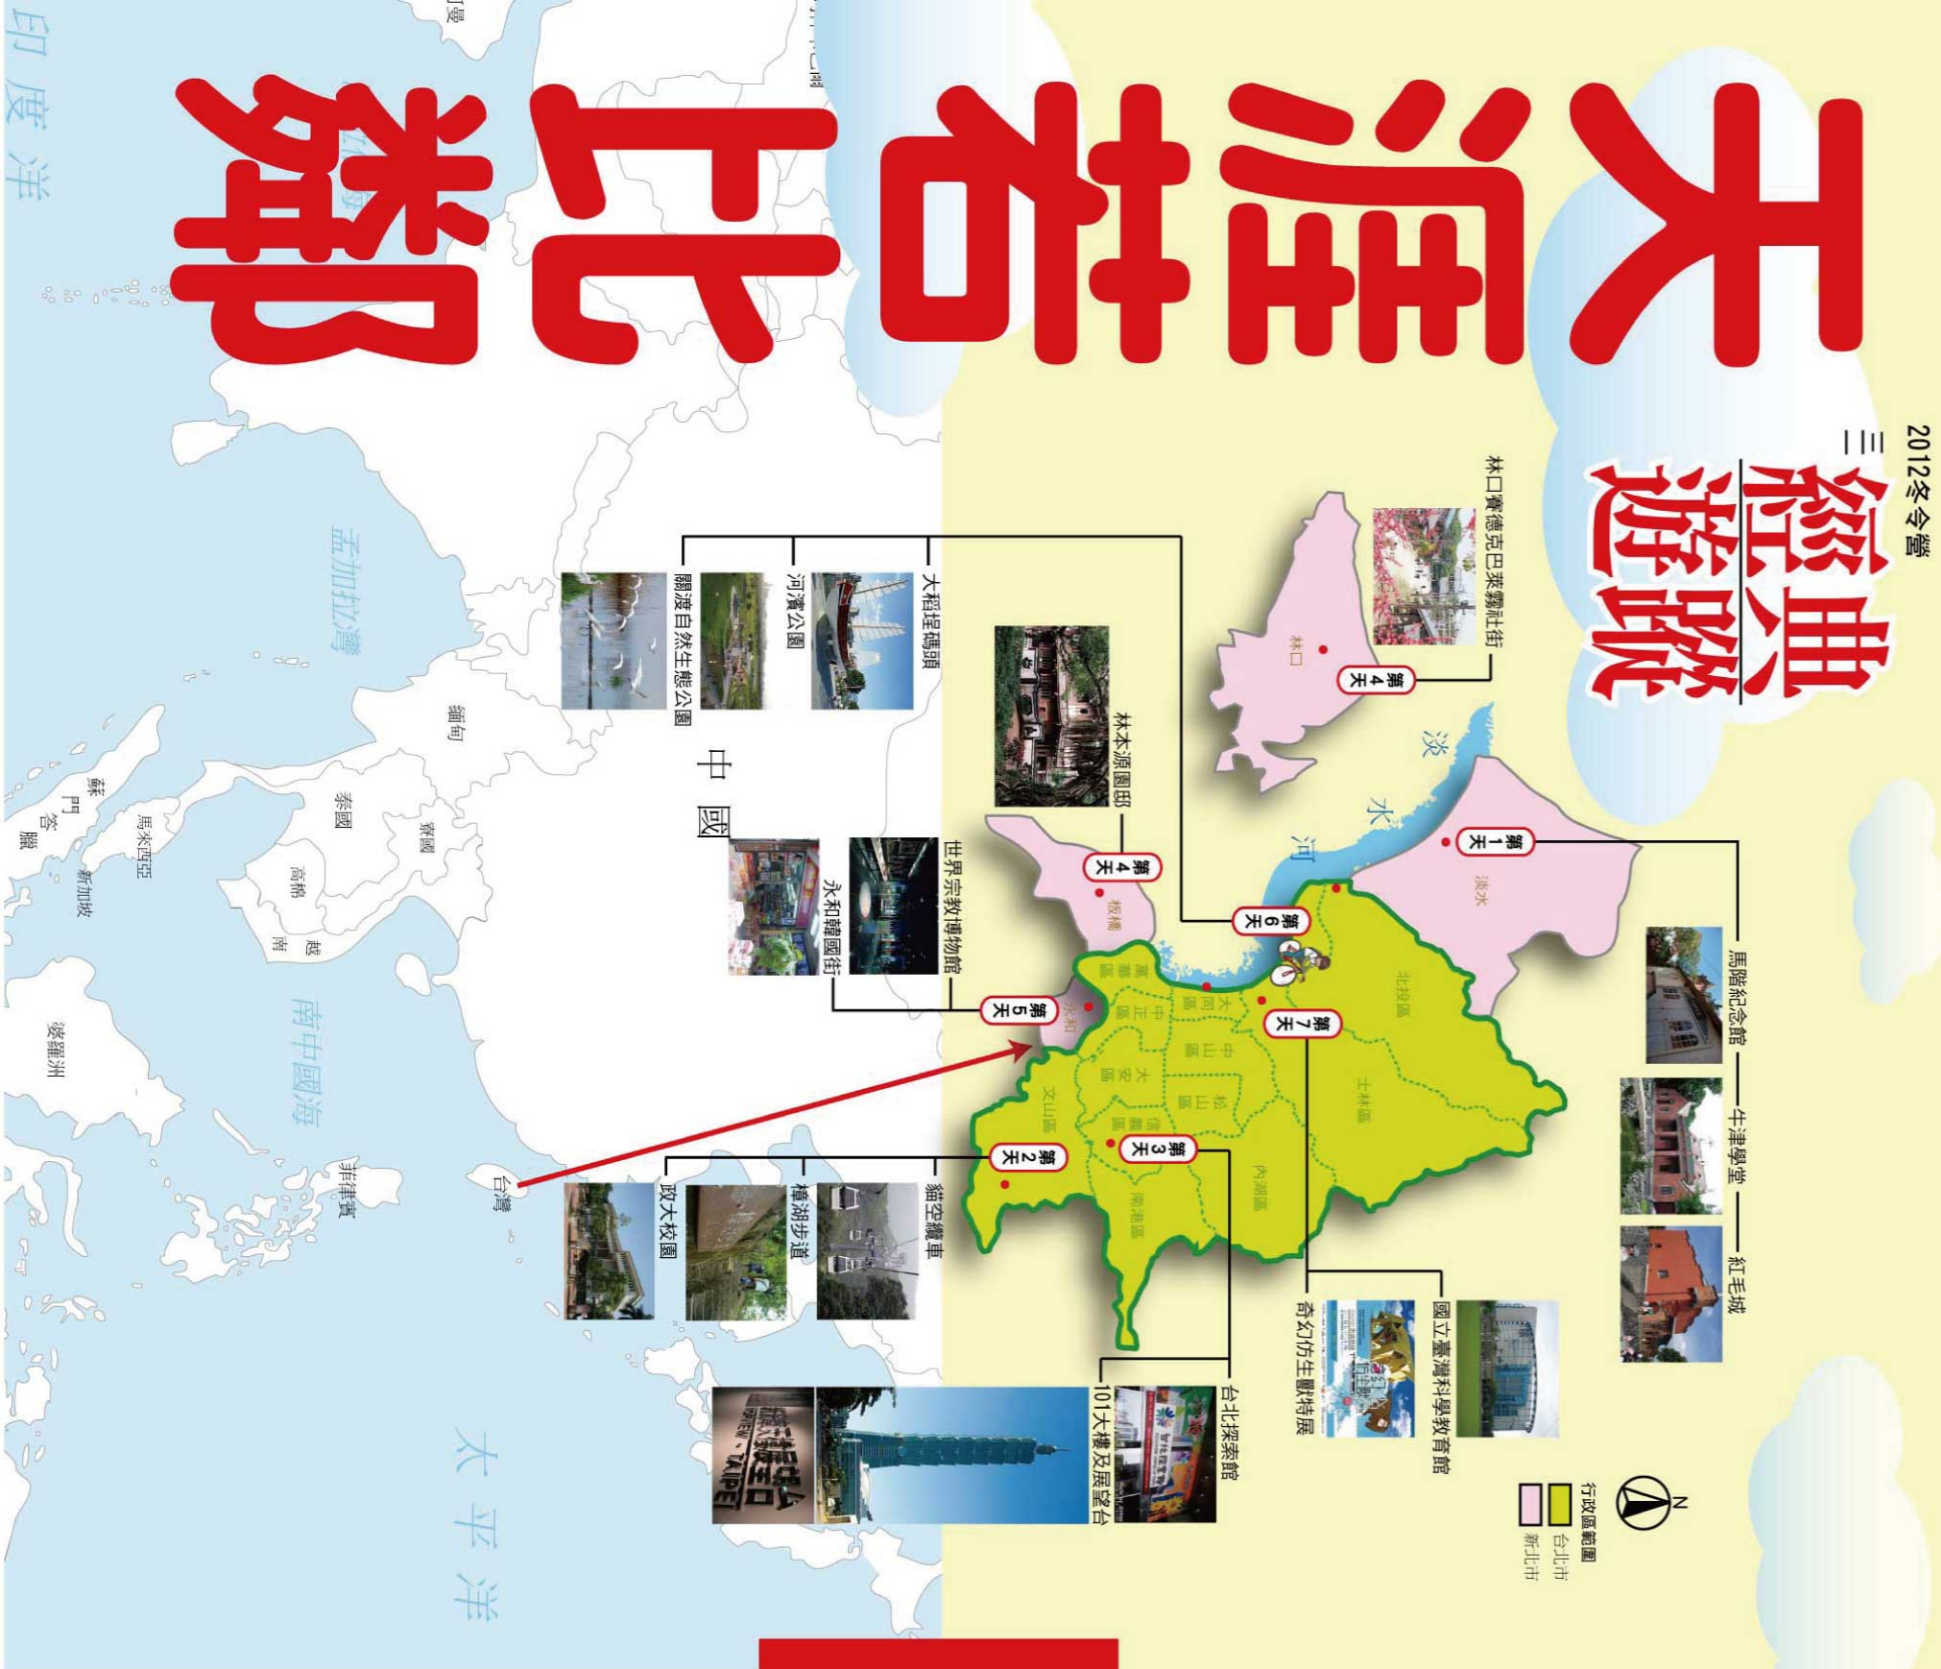 天涯若比鄰
2012冬令營
三
經典
遊蹤
林口賽德克巴萊霧社街
第4天
林口
淡水河
第1天
淡水
馬階紀念館
牛津學堂
紅毛城
林本源園邸
第4天
板橋
大稻埕碼頭
河濱公園
關渡自然生態公園
第6天
世界宗教博物館
永和韓國街
第5天
永和
第7天
國立臺灣科學教育館
奇幻仿生獸特展
北投區
士林區
大同區
中山區
松山區
內湖區
萬華區
中正區
大安區
信義區
南港區
文山區
第3天
台北探索館
101大樓及展望台
第2天
貓空纜車
樟湖步道
政大校園
N
行政區範圍
台北市
新北市
中國
印度洋
孟加拉灣
緬甸
寮國
泰國
高棉
越南
馬來西亞
新加坡
蘇門答臘
婆羅洲
南中國海
菲律賓
台灣
太平洋
TAIPEI